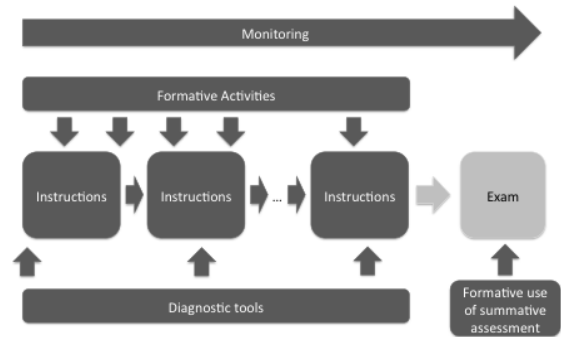 Monitoring
Formative Activities
Instructions
Instructions
...
Instructions
Exam
Diagnostic tools
Formative use
of summative
assessment